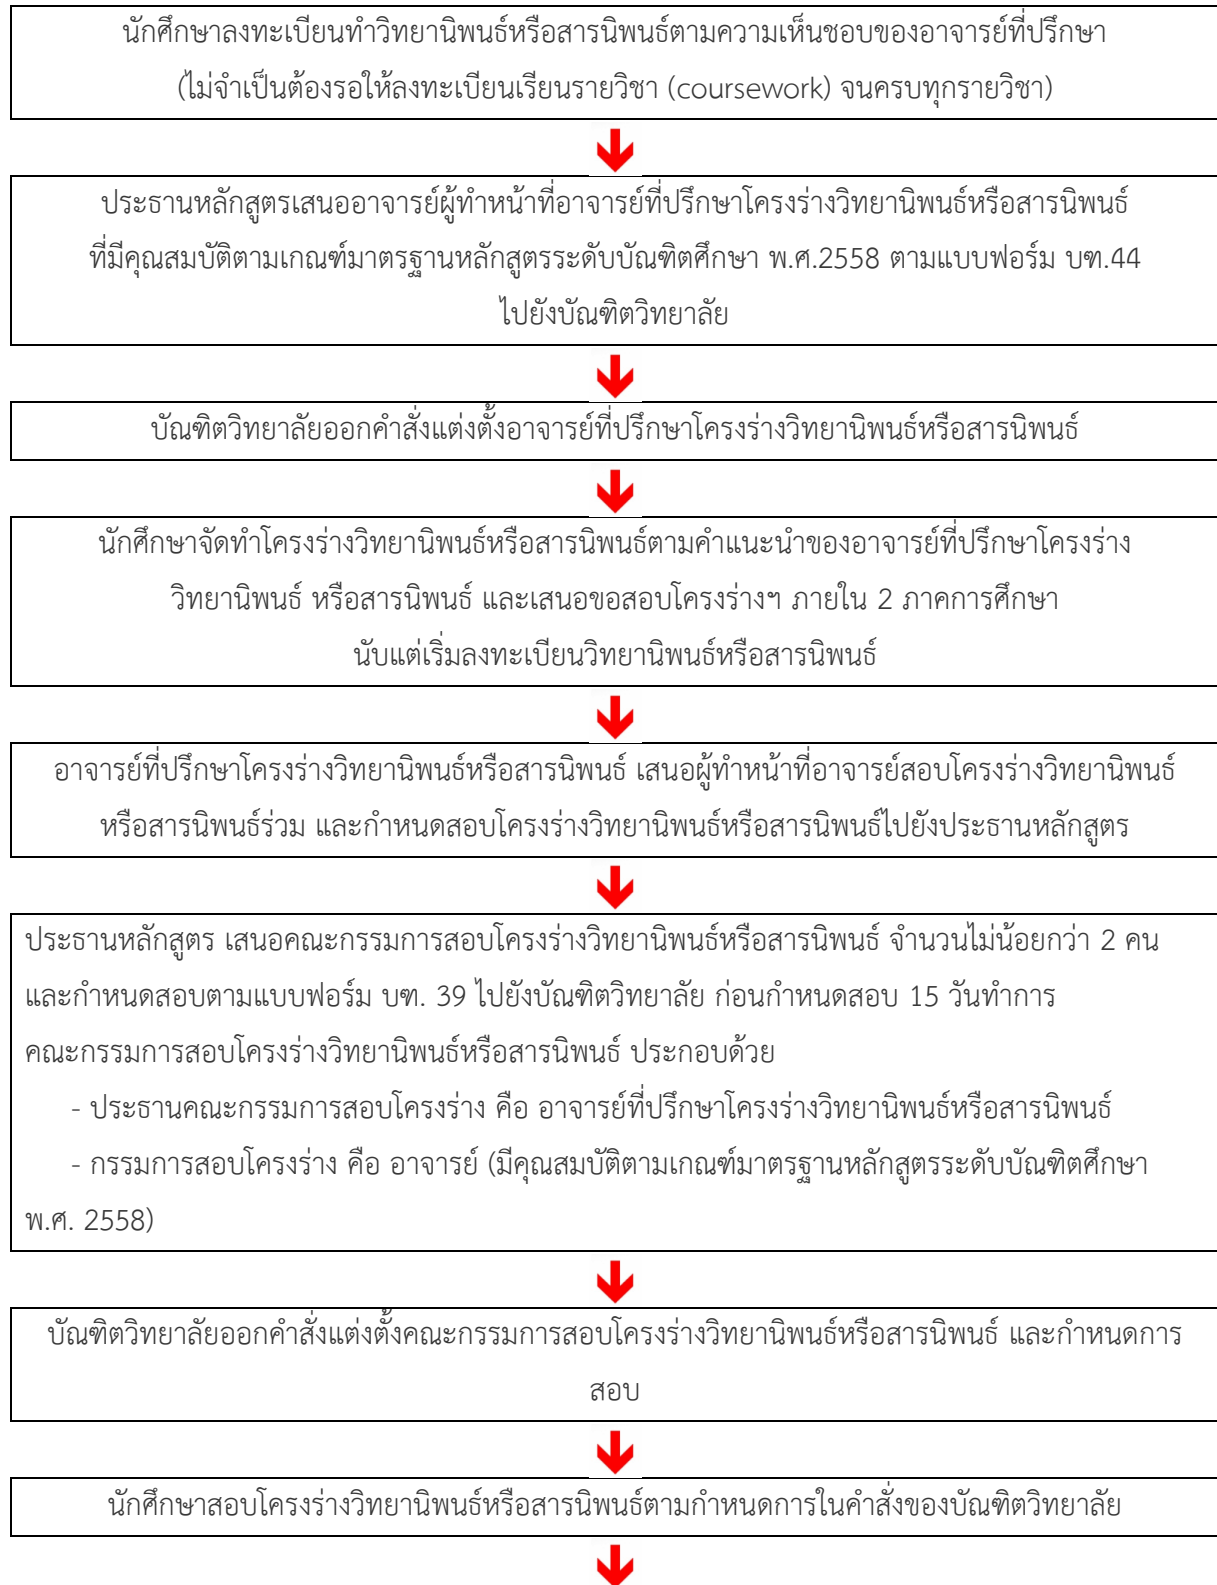 นักศึกษาลงทะเบียนทำวิทยานิพนธ์หรือสารนิพนธ์ตามความเห็นชอบของอาจารย์ที่ปรึกษา
(ไม่จำเป็นต้องรอให้ลงทะเบียนเรียนรายวิชา (coursework) จนครบทุกรายวิชา)
ประธานหลักสูตรเสนออาจารย์ผู้ทำหน้าที่อาจารย์ที่ปรึกษาโครงร่างวิทยานิพนธ์หรือสารนิพนธ์
ที่มีคุณสมบัติตามเกณฑ์มาตรฐานหลักสูตรระดับบัณฑิตศึกษา พ.ศ.2558 ตามแบบฟอร์ม บฑ.44
ไปยังบัณฑิตวิทยาลัย
บัณฑิตวิทยาลัยออกคำสั่งแต่งตั้งอาจารย์ที่ปรึกษาโครงร่างวิทยานิพนธ์หรือสารนิพนธ์
นักศึกษาจัดทำโครงร่างวิทยานิพนธ์หรือสารนิพนธ์ตามคำแนะนำของอาจารย์ที่ปรึกษาโครงร่าง
วิทยานิพนธ์ หรือสารนิพนธ์ และเสนอขอสอบโครงร่างฯ ภายใน 2 ภาคการศึกษา
นับแต่เริ่มลงทะเบียนวิทยานิพนธ์หรือสารนิพนธ์
อาจารย์ที่ปรึกษาโครงร่างวิทยานิพนธ์หรือสารนิพนธ์ เสนอผู้ทำหน้าที่อาจารย์สอบโครงร่างวิทยานิพนธ์
หรือสารนิพนธ์ร่วม และกำหนดสอบโครงร่างวิทยานิพนธ์หรือสารนิพนธ์ไปยังประธานหลักสูตร
ประธานหลักสูตร เสนอคณะกรรมการสอบโครงร่างวิทยานิพนธ์หรือสารนิพนธ์ จำนวนไม่น้อยกว่า 2 คน
และกำหนดสอบตามแบบฟอร์ม บฑ. 39 ไปยังบัณฑิตวิทยาลัย ก่อนกำหนดสอบ 15 วันทำการ
คณะกรรมการสอบโครงร่างวิทยานิพนธ์หรือสารนิพนธ์ ประกอบด้วย
- ประธานคณะกรรมการสอบโครงร่าง คือ อาจารย์ที่ปรึกษาโครงร่างวิทยานิพนธ์หรือสารนิพนธ์
- กรรมการสอบโครงร่าง คือ อาจารย์ (มีคุณสมบัติตามเกณฑ์มาตรฐานหลักสูตรระดับบัณฑิตศึกษา
พ.ศ. 2558)
บัณฑิตวิทยาลัยออกคำสั่งแต่งตั้งคณะกรรมการสอบโครงร่างวิทยานิพนธ์หรือสารนิพนธ์ และกำหนดการ
สอบ
นักศึกษาสอบโครงร่างวิทยานิพนธ์หรือสารนิพนธ์ตามกำหนดการในคำสั่งของบัณฑิตวิทยาลัย